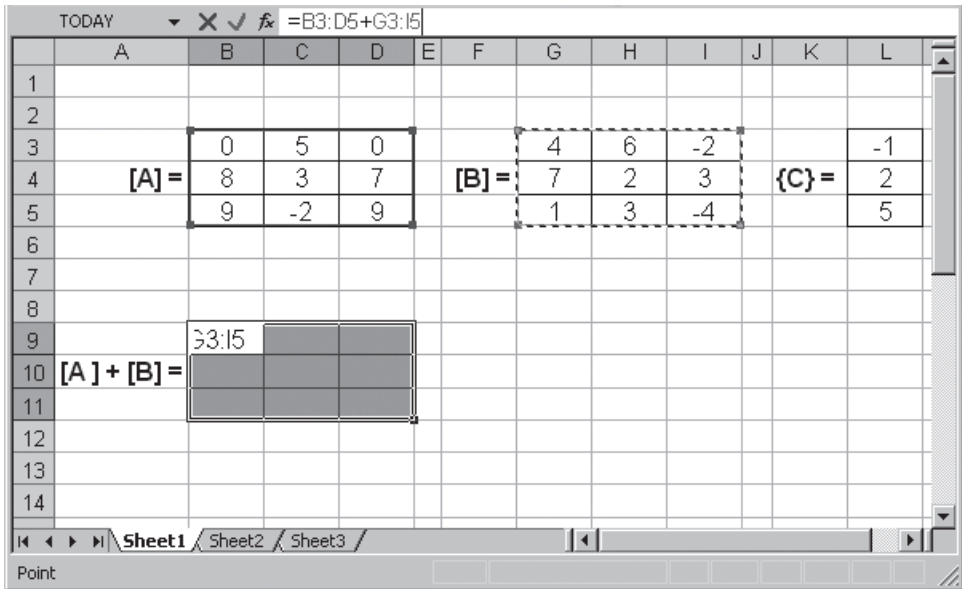 TODAY fx =B3:D5+G3:I5
A B C D E F G H I J K L
1
2
3 0 5 0 4 6 -2 -1
4 [A] = 8 3 7 [B] = 7 2 3 {C} = 2
5 9 -2 9 1 3 -4 5
6
7
8
9 G3:I5
10 [A ] + [B] =
11
12
13
14
Sheet1 Sheet2 Sheet3
Point